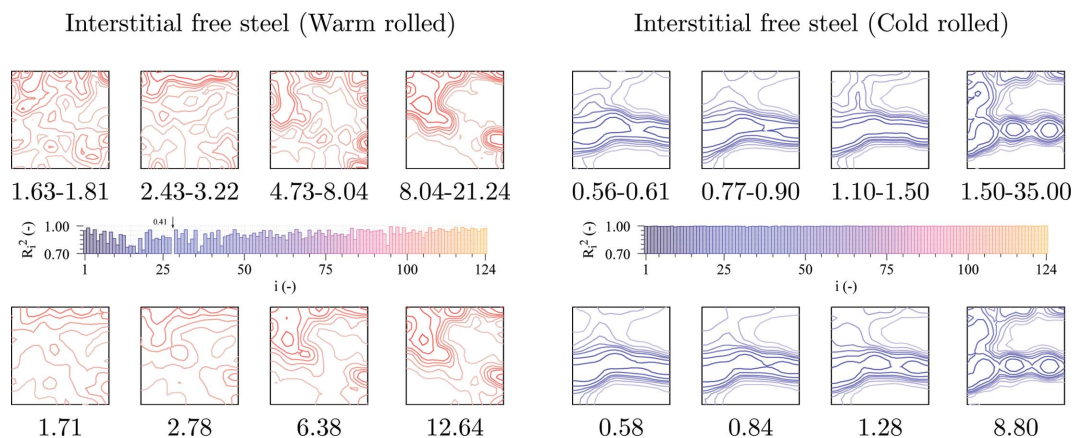 Interstitial free steel (Warm rolled)
Interstitial free steel (Cold rolled)
1.63-1.81 2.43-3.22 4.73-8.04 8.04-21.24
0.56-0.61 0.77-0.90 1.10-1.50 1.50-35.00
R_i^2 (-)
1.00
0.70
0.41
1 25 50 75 100 124
i (-)
R_i^2 (-)
1.00
0.70
1 25 50 75 100 124
i (-)
1.71 2.78 6.38 12.64
0.58 0.84 1.28 8.80